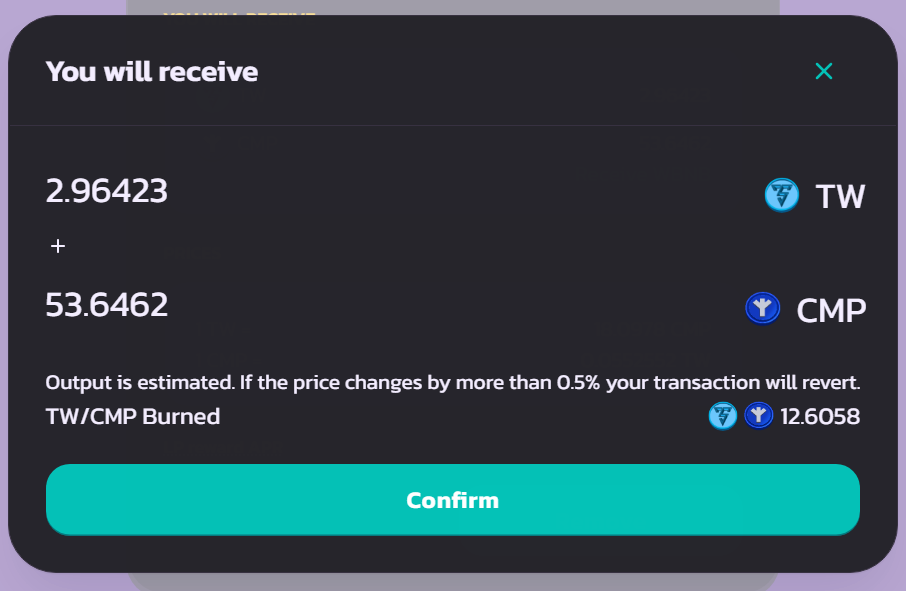 You will receive
2.96423 TW
+
53.6462 CMP
Output is estimated. If the price changes by more than 0.5% your transaction will revert.
TW/CMP Burned 12.6058
Confirm